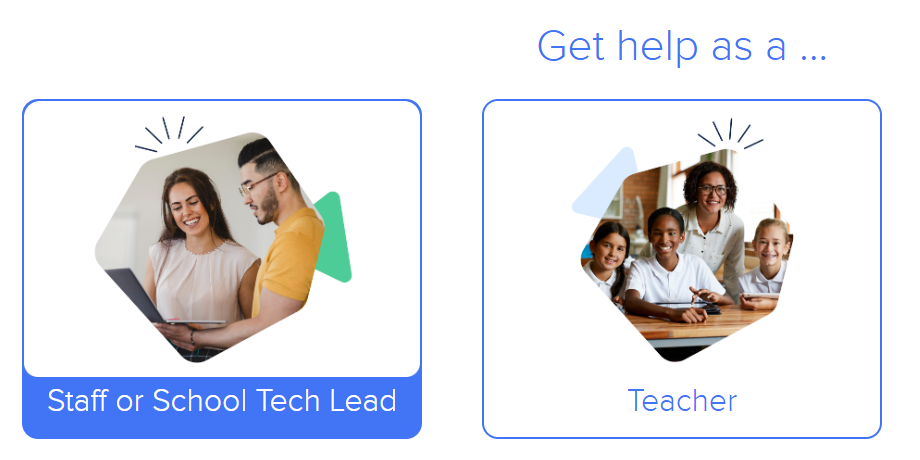 Get help as a ...
Staff or School Tech Lead
Teacher